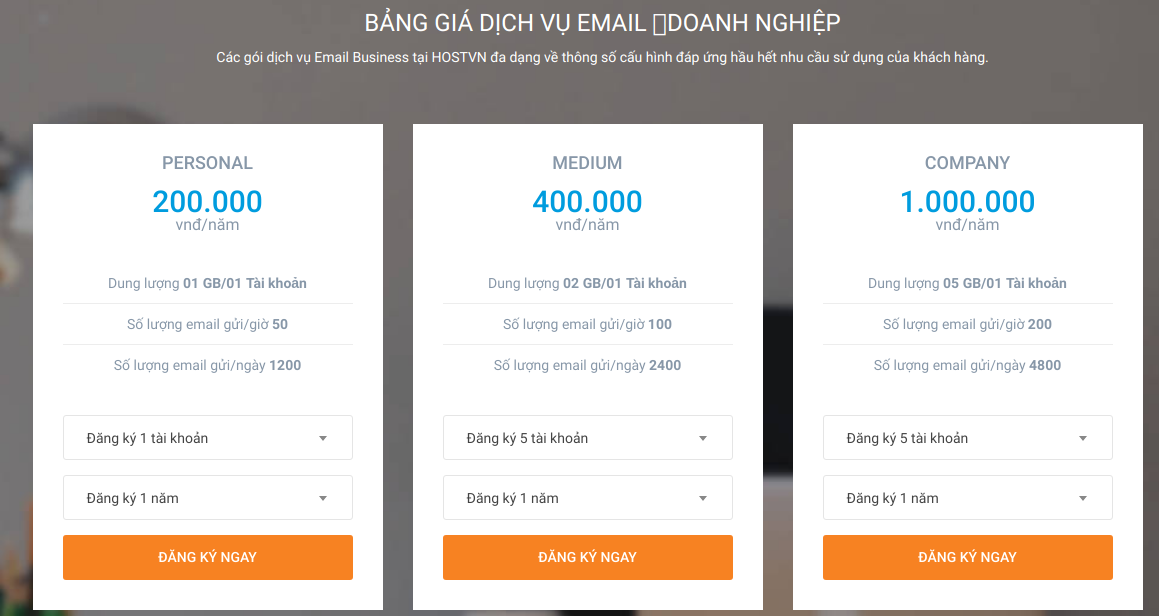 BẢNG GIÁ DỊCH VỤ EMAIL DOANH NGHIỆP
Các gói dịch vụ Email Business tại HOSTVN đa dạng về thông số cấu hình đáp ứng hầu hết nhu cầu sử dụng của khách hàng.
PERSONAL
200.000
vnđ/năm
Dung lượng 01 GB/01 Tài khoản
Số lượng email gửi/giờ 50
Số lượng email gửi/ngày 1200
Đăng ký 1 tài khoản
Đăng ký 1 năm
ĐĂNG KÝ NGAY
MEDIUM
400.000
vnđ/năm
Dung lượng 02 GB/01 Tài khoản
Số lượng email gửi/giờ 100
Số lượng email gửi/ngày 2400
Đăng ký 5 tài khoản
Đăng ký 1 năm
ĐĂNG KÝ NGAY
COMPANY
1.000.000
vnđ/năm
Dung lượng 05 GB/01 Tài khoản
Số lượng email gửi/giờ 200
Số lượng email gửi/ngày 4800
Đăng ký 5 tài khoản
Đăng ký 1 năm
ĐĂNG KÝ NGAY